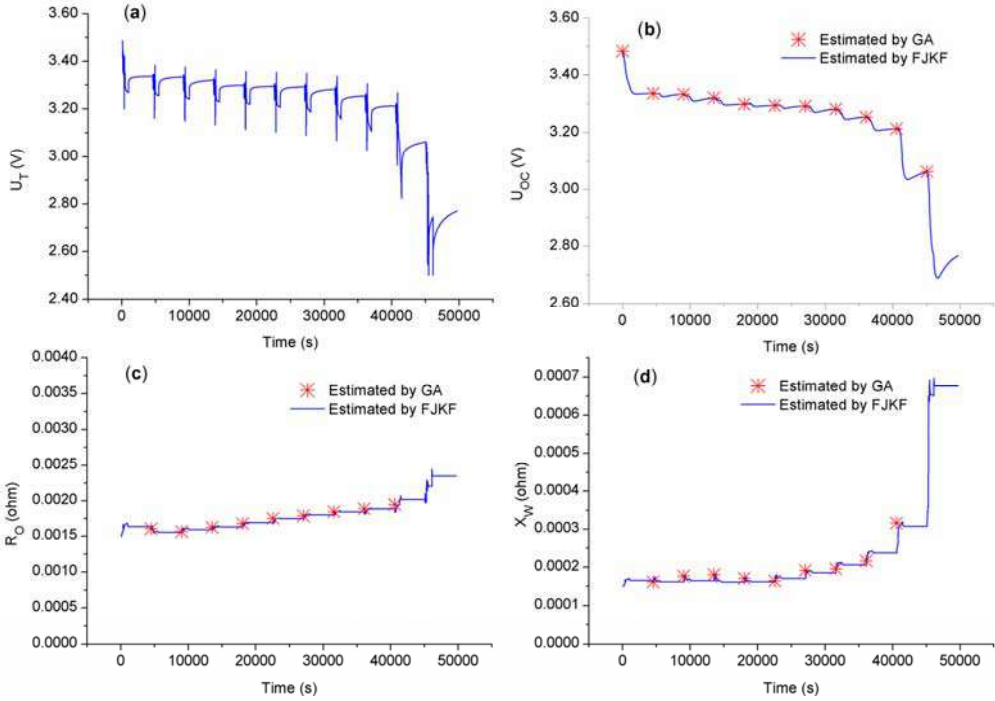 (a)
U_T (V)
3.60
3.40
3.20
3.00
2.80
2.60
2.40
0 10000 20000 30000 40000 50000
Time (s)
(b)
Estimated by GA
Estimated by FJKF
U_OC (V)
3.60
3.40
3.20
3.00
2.80
2.60
0 10000 20000 30000 40000 50000
Time (s)
(c)
Estimated by GA
Estimated by FJKF
R_O (ohm)
0.0040
0.0035
0.0030
0.0025
0.0020
0.0015
0.0010
0.0005
0.0000
0 10000 20000 30000 40000 50000
Time (s)
(d)
Estimated by GA
Estimated by FJKF
X_W (ohm)
0.0007
0.0006
0.0005
0.0004
0.0003
0.0002
0.0001
0.0000
0 10000 20000 30000 40000 50000
Time (s)